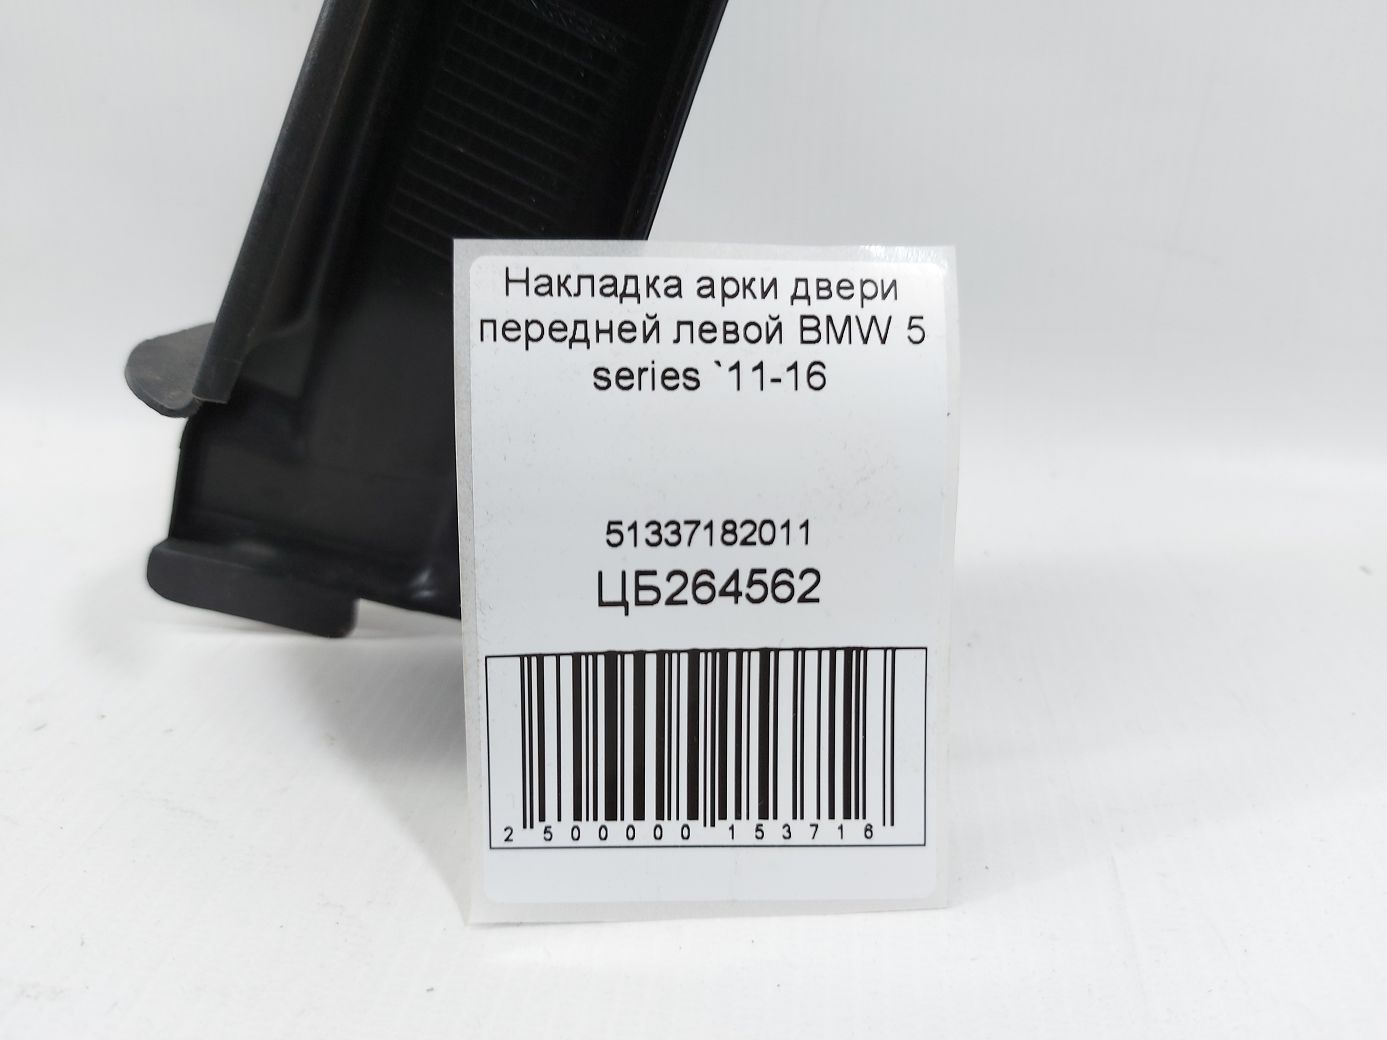 Накладка арки двери
передней левой BMW 5
series `11-16
51337182011
ЦБ264562
2 500000 153716